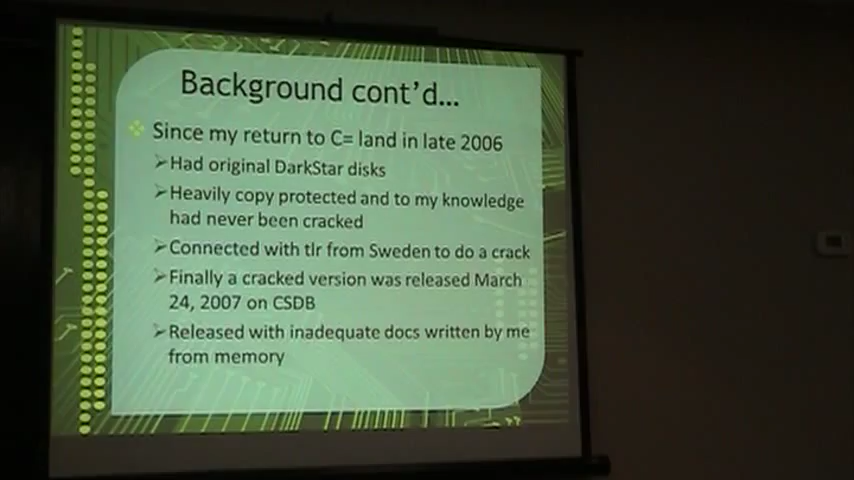 Background cont'd...
Since my return to C= land in late 2006
Had original DarkStar disks
Heavily copy protected and to my knowledge
had never been cracked
Connected with tlr from Sweden to do a crack
Finally a cracked version was released March
24, 2007 on CSDB
Released with inadequate docs written by me
from memory